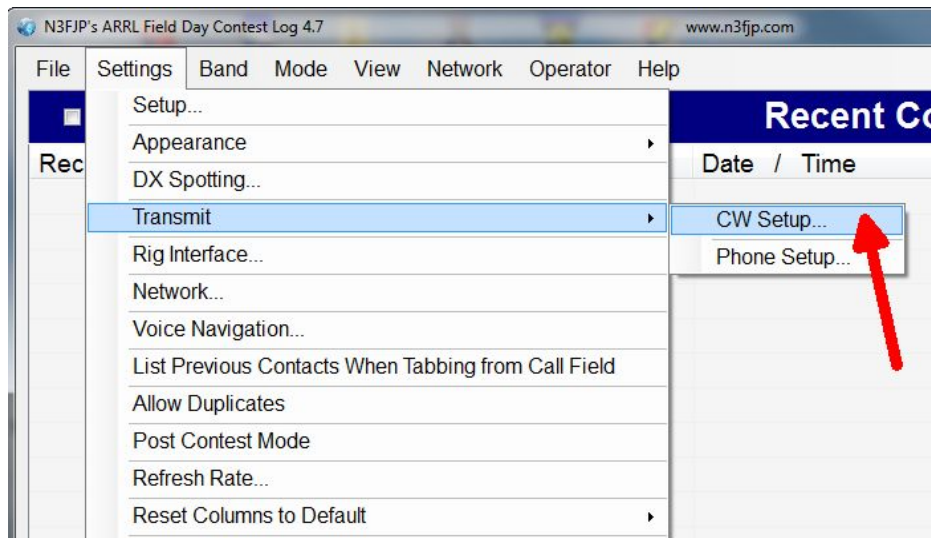 N3FJP's ARRL Field Day Contest Log 4.7 www.n3fjp.com
File Settings Band Mode View Network Operator Help
Setup...
Recent
Appearance
Rec
Date / Time
DX Spotting...
Transmit
CW Setup...
Rig Interface...
Phone Setup...
Network...
Voice Navigation...
List Previous Contacts When Tabbing from Call Field
Allow Duplicates
Post Contest Mode
Refresh Rate...
Reset Columns to Default